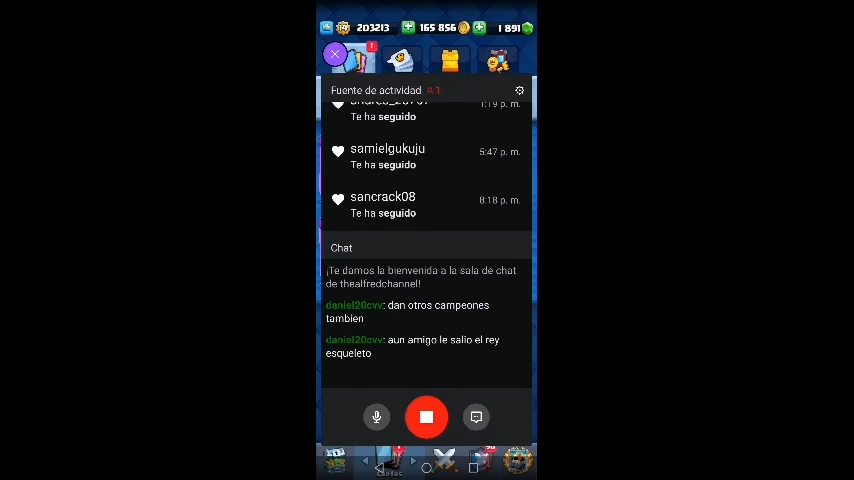 203213 165 856 1 891
Fuente de actividad 1
1:19 p. m.
Te ha seguido
samielgukuju 5:47 p. m.
Te ha seguido
sancrack08 8:18 p. m.
Te ha seguido
Chat
¡Te damos la bienvenida a la sala de chat
de thealfredchannel!
daniel20cvv: dan otros campeones
tambien
daniel20cvv: aun amigo le salio el rey
esqueleto